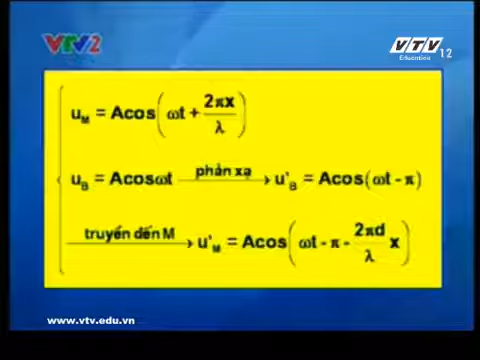 VTV2
VTV
Education 12
u_M = Acos(ωt + 2πx/λ)
u_B = Acosωt phản xạ → u'_B = Acos(ωt - π)
truyền đến M → u'_M = Acos(ωt - π - 2πd/λ x)
www.vtv.edu.vn